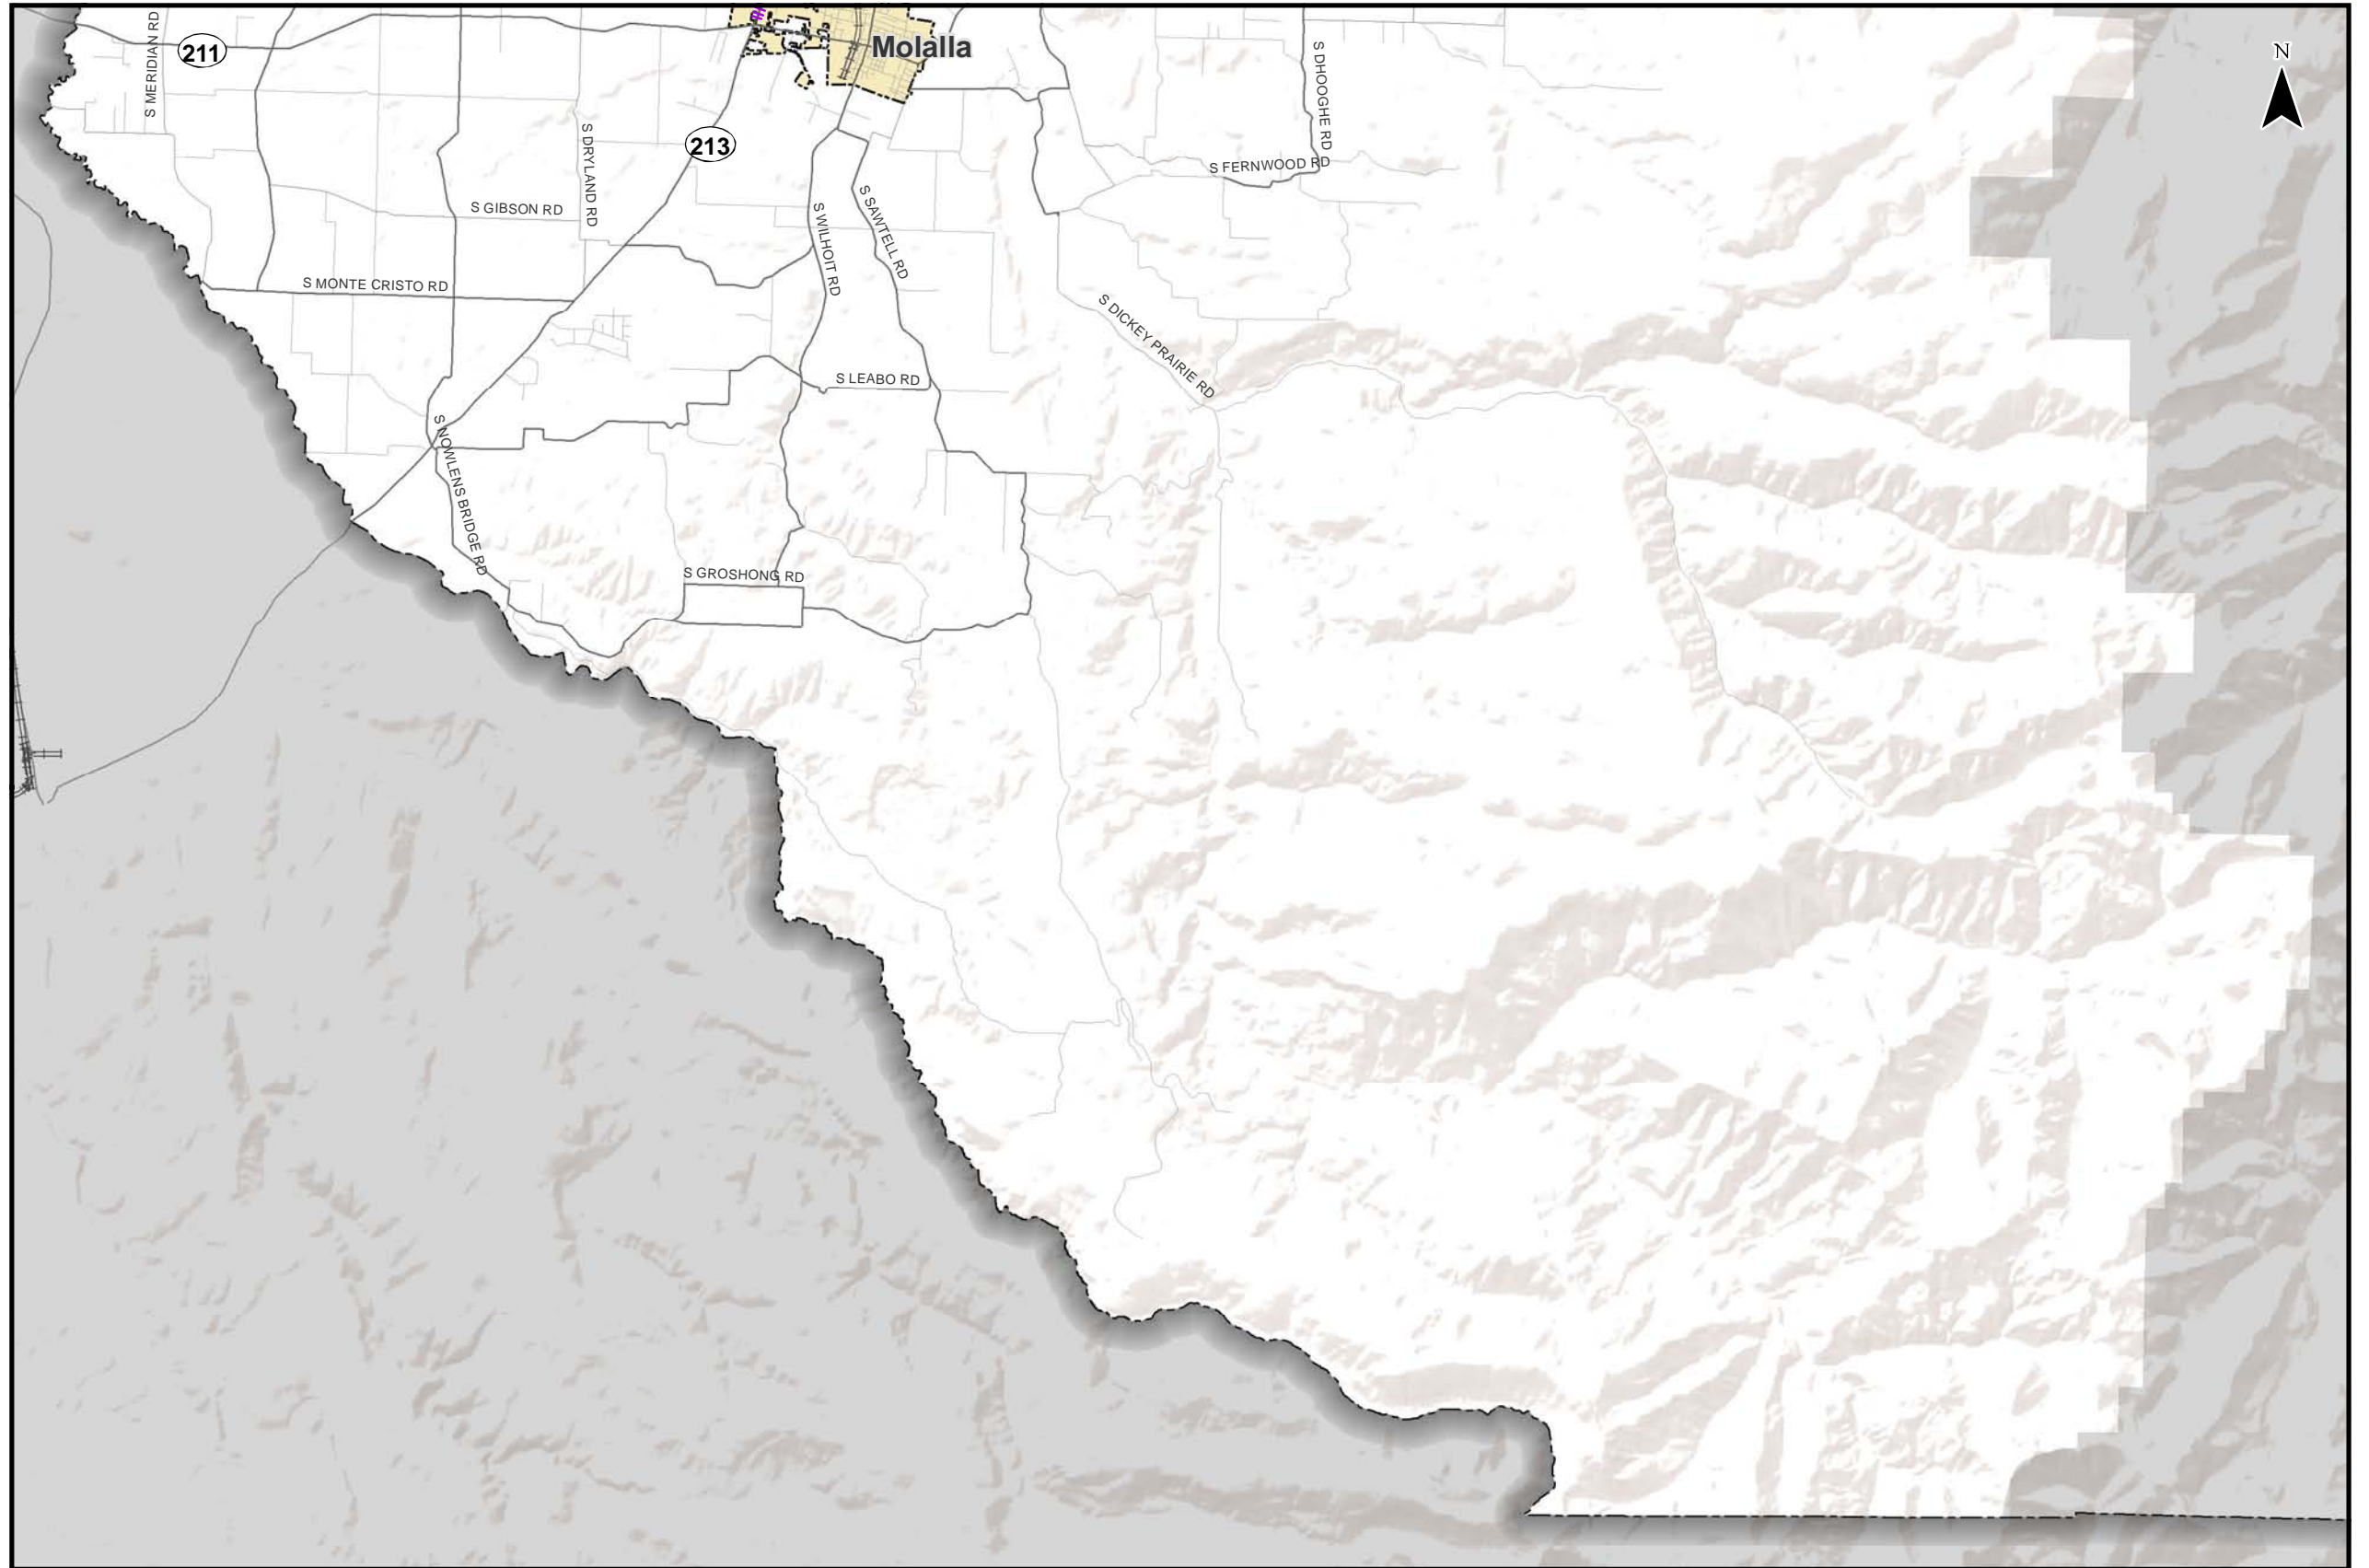 S MERIDIAN RD
211
Molalla
S DHOOGHE RD
N
213
S DRYLAND RD
S FERNWOOD RD
S GIBSON RD
S WILHOIT RD
S SAWTELL RD
S MONTE CRISTO RD
S DICKEY PRAIRIE RD
S LEABO RD
S NOWLENS BRIDGE RD
S GROSHONG RD